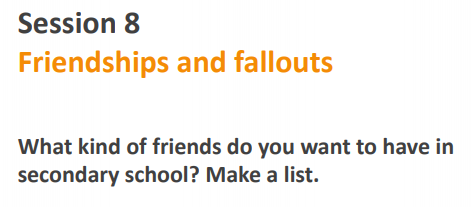 Session 8
Friendships and fallouts
What kind of friends do you want to have in
secondary school? Make a list.